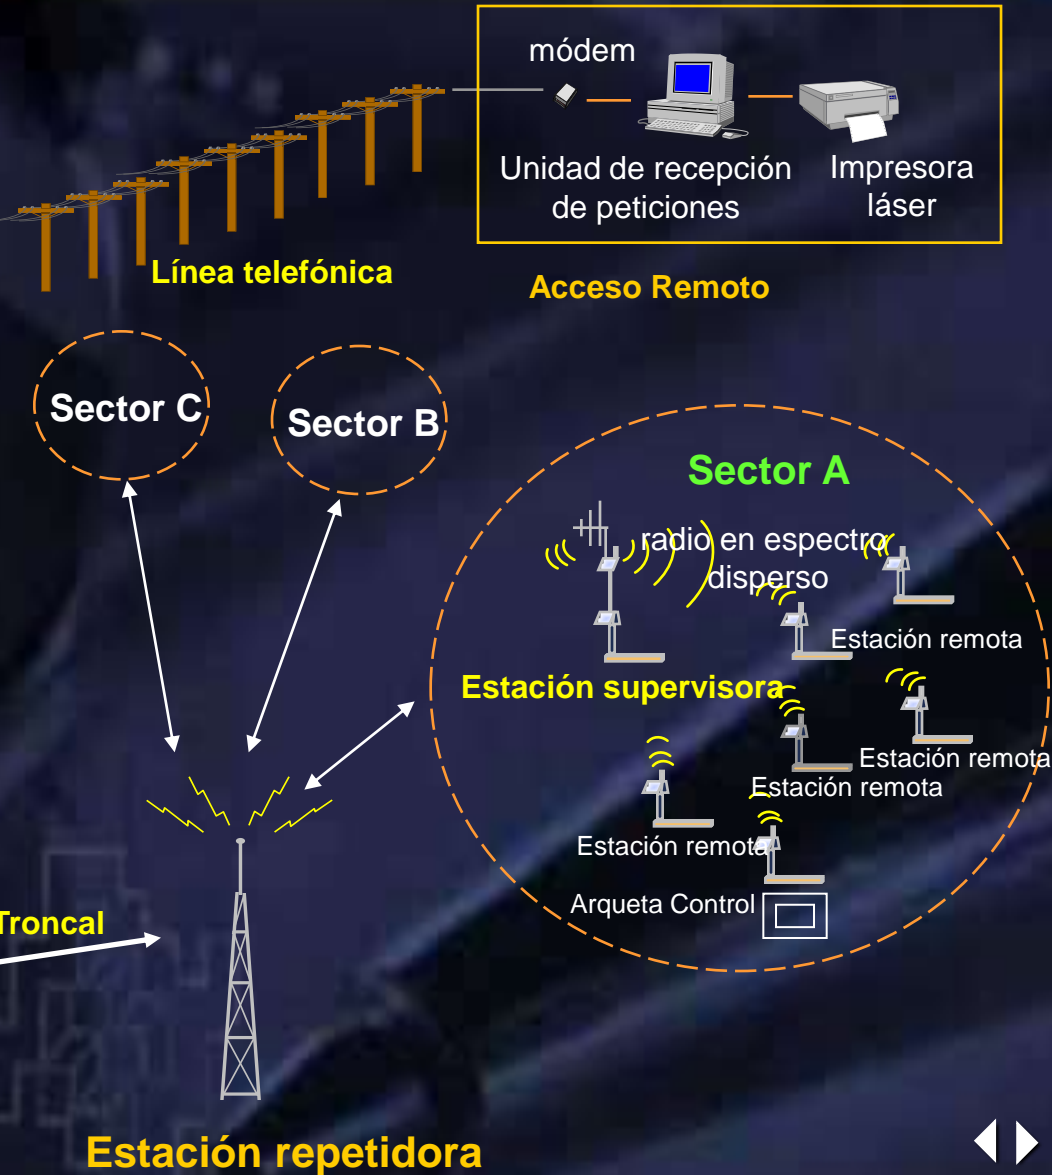 módem
Unidad de recepción
de peticiones
Impresora
láser
Línea telefónica
Acceso Remoto
Sector C
Sector B
Sector A
radio en espectro
disperso
Estación remota
Estación supervisora
Estación remota
Estación remota
Estación remota
Arqueta Control
Troncal
Estación repetidora